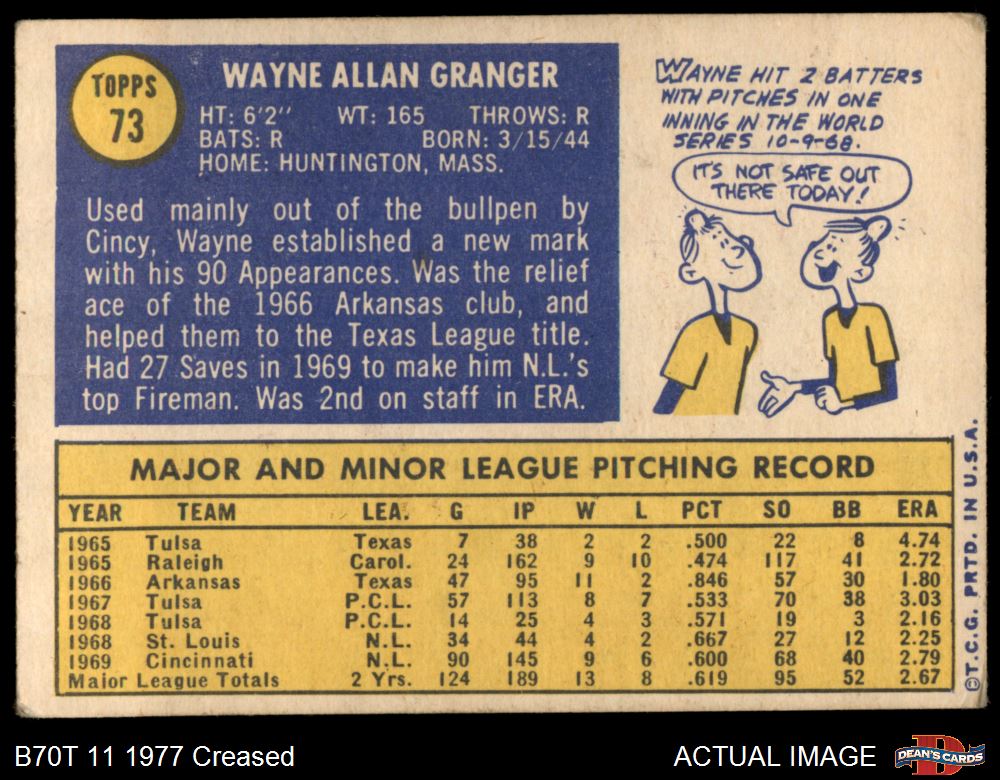 TOPPS
73
WAYNE ALLAN GRANGER
HT: 6'2" WT: 165 THROWS: R
BATS: R BORN: 3/15/44
HOME: HUNTINGTON, MASS.
Used mainly out of the bullpen by
Cincy, Wayne established a new mark
with his 90 Appearances. Was the relief
ace of the 1966 Arkansas club, and
helped them to the Texas League title.
Had 27 Saves in 1969 to make him N.L.'s
top Fireman. Was 2nd on staff in ERA.
WAYNE HIT 2 BATTERS
WITH PITCHES IN ONE
INNING IN THE WORLD
SERIES 10-9-68.
IT'S NOT SAFE OUT
THERE TODAY!
MAJOR AND MINOR LEAGUE PITCHING RECORD
YEAR TEAM LEA. G IP W L PCT SO BB ERA
1965 Tulsa Texas 7 38 2 2 .500 22 8 4.74
1965 Raleigh Carol. 24 162 9 10 .474 117 41 2.72
1966 Arkansas Texas 47 95 11 2 .846 57 30 1.80
1967 Tulsa P.C.L. 57 113 8 7 .533 70 38 3.03
1968 Tulsa P.C.L. 14 25 4 3 .571 19 3 2.16
1968 St. Louis N.L. 34 44 4 2 .667 27 12 2.25
1969 Cincinnati N.L. 90 145 9 6 .600 68 40 2.79
Major League Totals 2 Yrs. 124 189 13 8 .619 95 52 2.67
©T.C.G. PRTD. IN U.S.A.
B70T 11 1977 Creased
ACTUAL IMAGE
D
DEAN'S CARDS